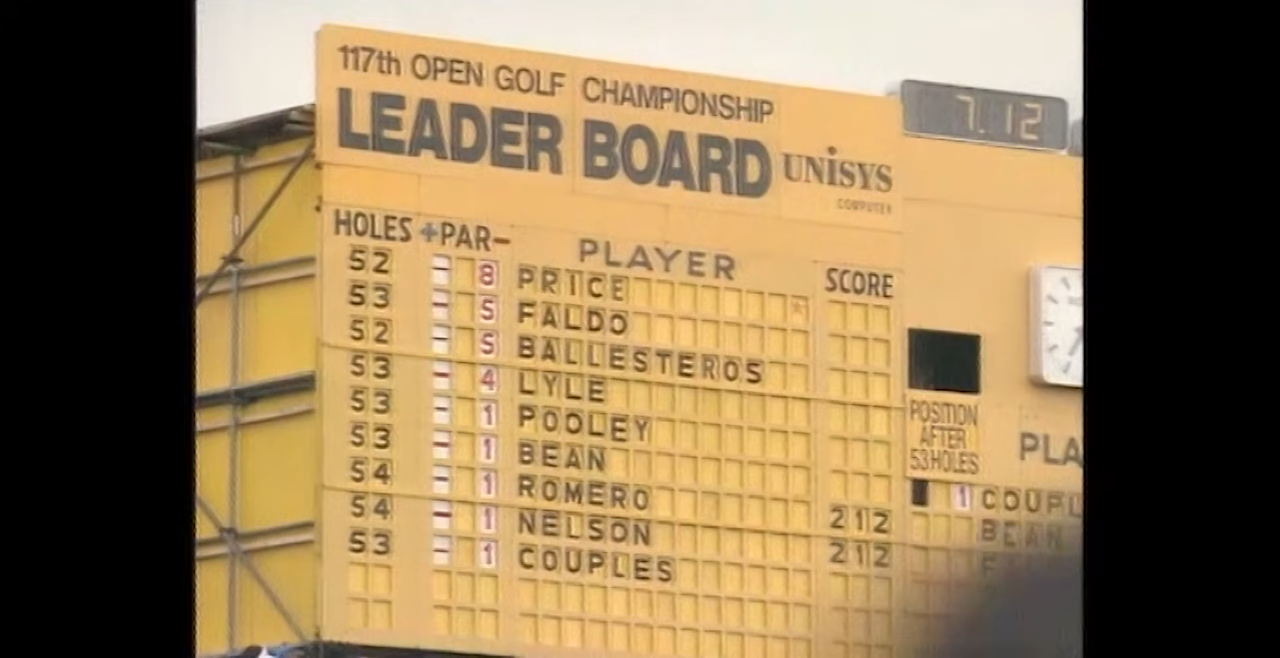 117th OPEN GOLF CHAMPIONSHIP
LEADER BOARD
UNISYS
COMPUTER
7.12
HOLES +PAR- PLAYER SCORE
52 - 8 PRICE
53 - 5 FALDO
52 - 5 BALLESTEROS
53 - 4 LYLE
53 - 1 POOLEY
53 - 1 BEAN
54 - 1 ROMERO 212
54 - 1 NELSON 212
53 - 1 COUPLES
POSITION
AFTER
53 HOLES
PLA
1 COUPL
BEAN